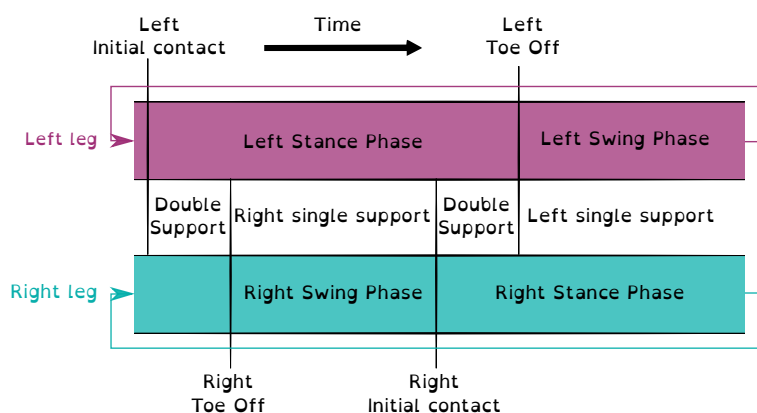 Left
Initial contact
Time
Left
Toe Off
Left leg
Left Stance Phase
Left Swing Phase
Double
Support
Right single support
Double
Support
Left single support
Right leg
Right Swing Phase
Right Stance Phase
Right
Toe Off
Right
Initial contact